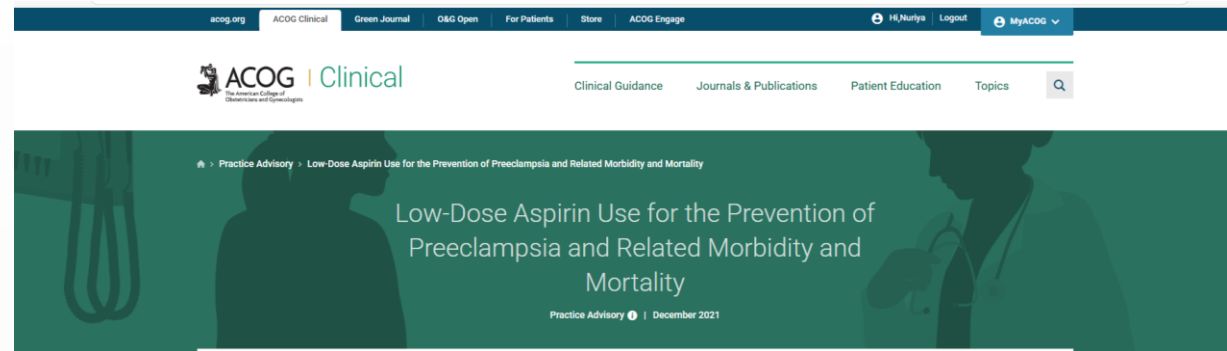 acog.org ACOG Clinical Green Journal O&G Open For Patients Store ACOG Engage Hi,Nuriya Logout MyACOG
ACOG Clinical
The American College of
Obstetricians and Gynecologists
Clinical Guidance Journals & Publications Patient Education Topics
> Practice Advisory > Low-Dose Aspirin Use for the Prevention of Preeclampsia and Related Morbidity and Mortality
Low-Dose Aspirin Use for the Prevention of
Preeclampsia and Related Morbidity and
Mortality
Practice Advisory i | December 2021